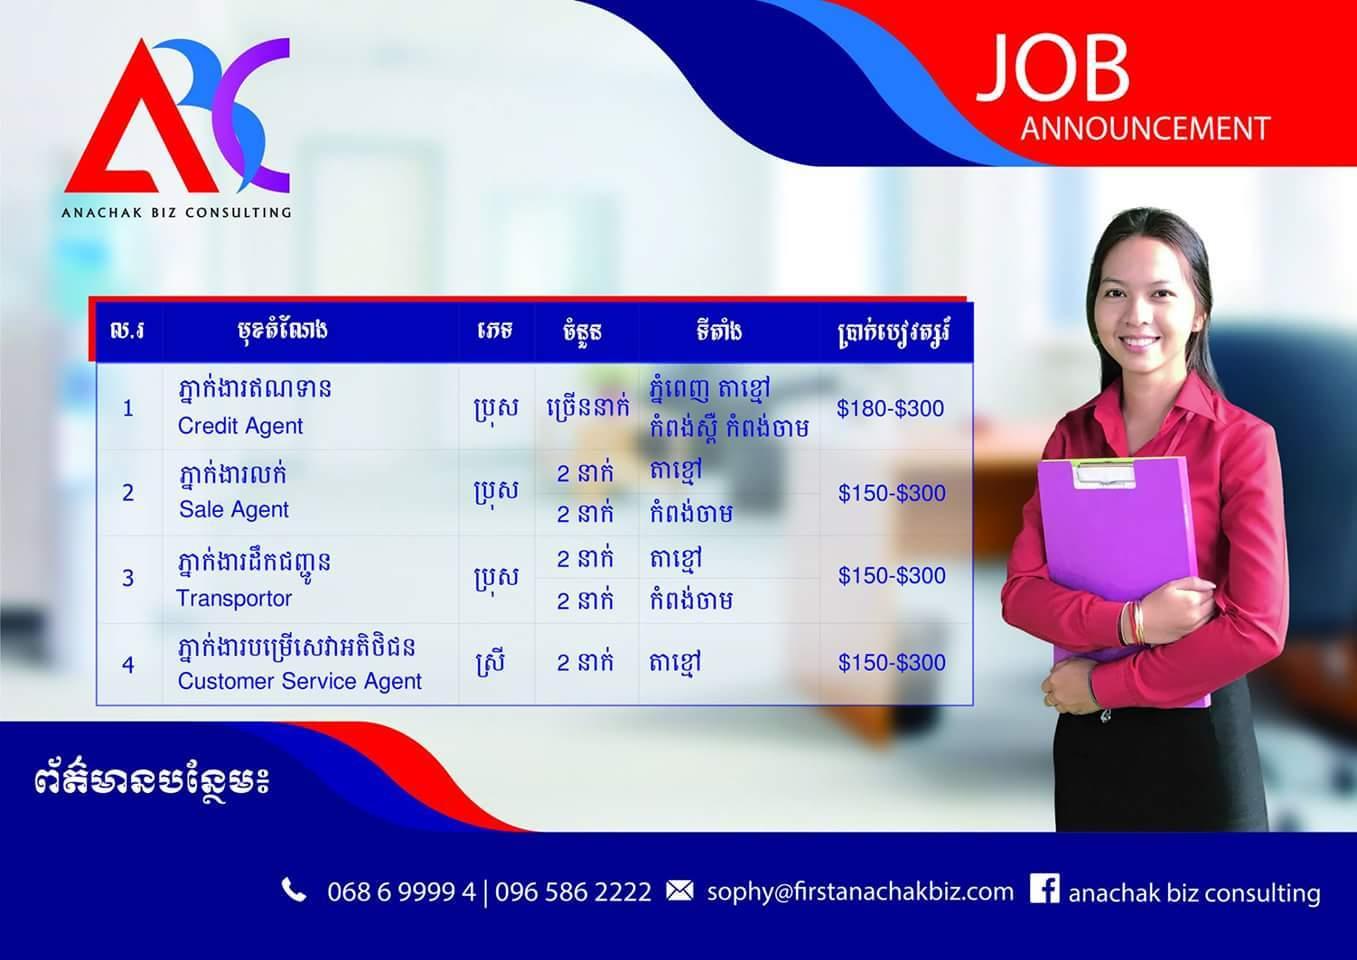 ABC
ANACHAK BIZ CONSULTING
JOB
ANNOUNCEMENT
ល.រ មុខតំណែង ភេទ ចំនួន ទីតាំង ប្រាក់បៀវត្សរ៍
1 ភ្នាក់ងារឥណទាន ប្រុស ច្រើននាក់ ភ្នំពេញ តាខ្មៅ $180-$300
Credit Agent កំពង់ស្ពឺ កំពង់ចាម
2 ភ្នាក់ងារលក់ ប្រុស 2 នាក់ តាខ្មៅ $150-$300
Sale Agent 2 នាក់ កំពង់ចាម
3 ភ្នាក់ងារដឹកជញ្ជូន ប្រុស 2 នាក់ តាខ្មៅ $150-$300
Transportor 2 នាក់ កំពង់ចាម
4 ភ្នាក់ងារបម្រើសេវាអតិថិជន ស្រី 2 នាក់ តាខ្មៅ $150-$300
Customer Service Agent
ព័ត៌មានបន្ថែម៖
068 6 9999 4 | 096 586 2222 sophy@firstanachakbiz.com anachak biz consulting